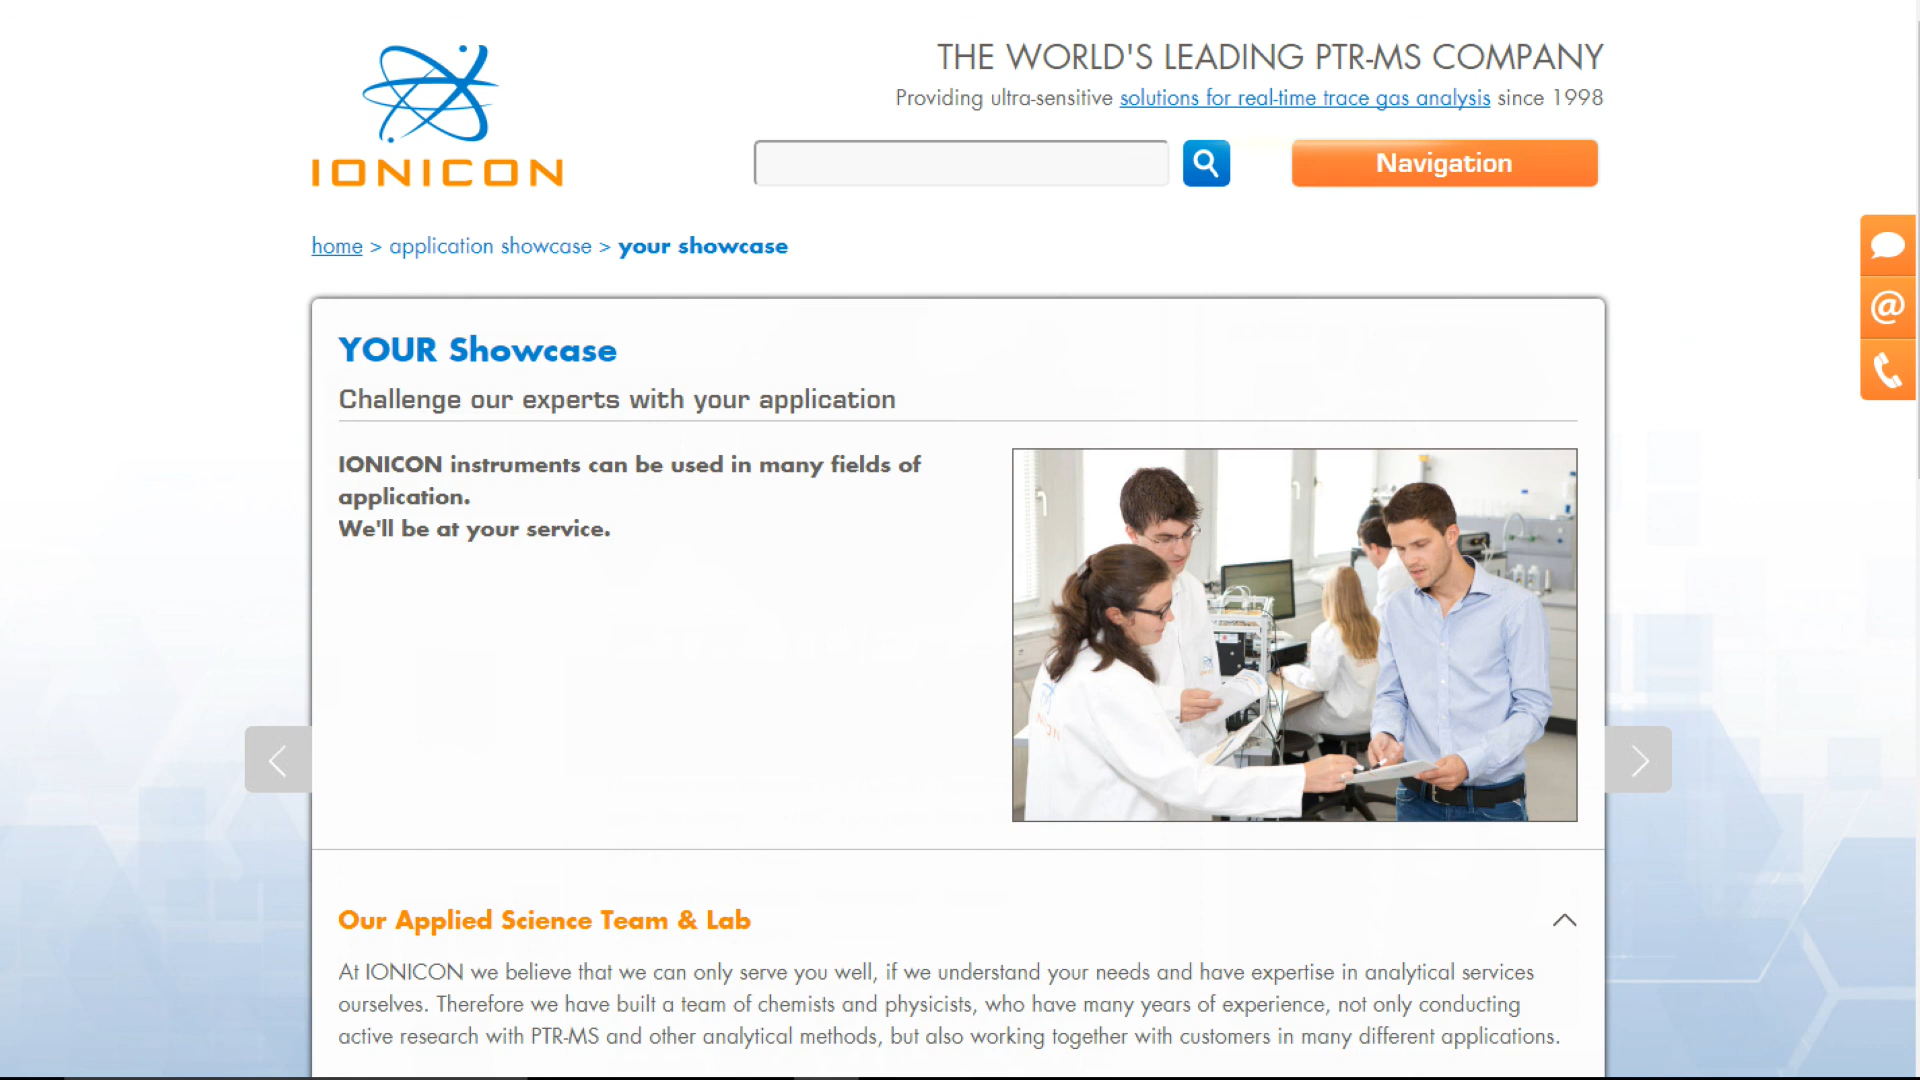 IONICON
THE WORLD'S LEADING PTR-MS COMPANY
Providing ultra-sensitive solutions for real-time trace gas analysis since 1998
Navigation
home > application showcase > your showcase
YOUR Showcase
Challenge our experts with your application
IONICON instruments can be used in many fields of
application.
We'll be at your service.
Our Applied Science Team & Lab
At IONICON we believe that we can only serve you well, if we understand your needs and have expertise in analytical services
ourselves. Therefore we have built a team of chemists and physicists, who have many years of experience, not only conducting
active research with PTR-MS and other analytical methods, but also working together with customers in many different applications.